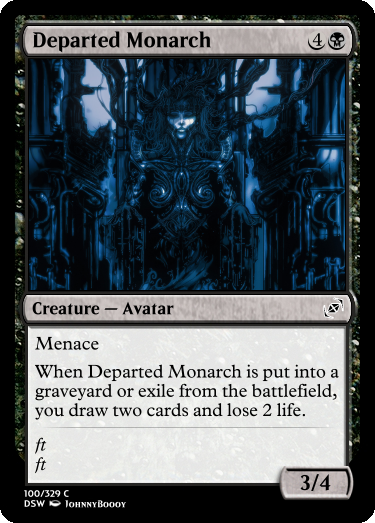 Departed Monarch 4
Creature — Avatar
Menace
When Departed Monarch is put into a
graveyard or exile from the battlefield,
you draw two cards and lose 2 life.
ft
ft
3/4
100/329 C
DSW JohnnyBoooy